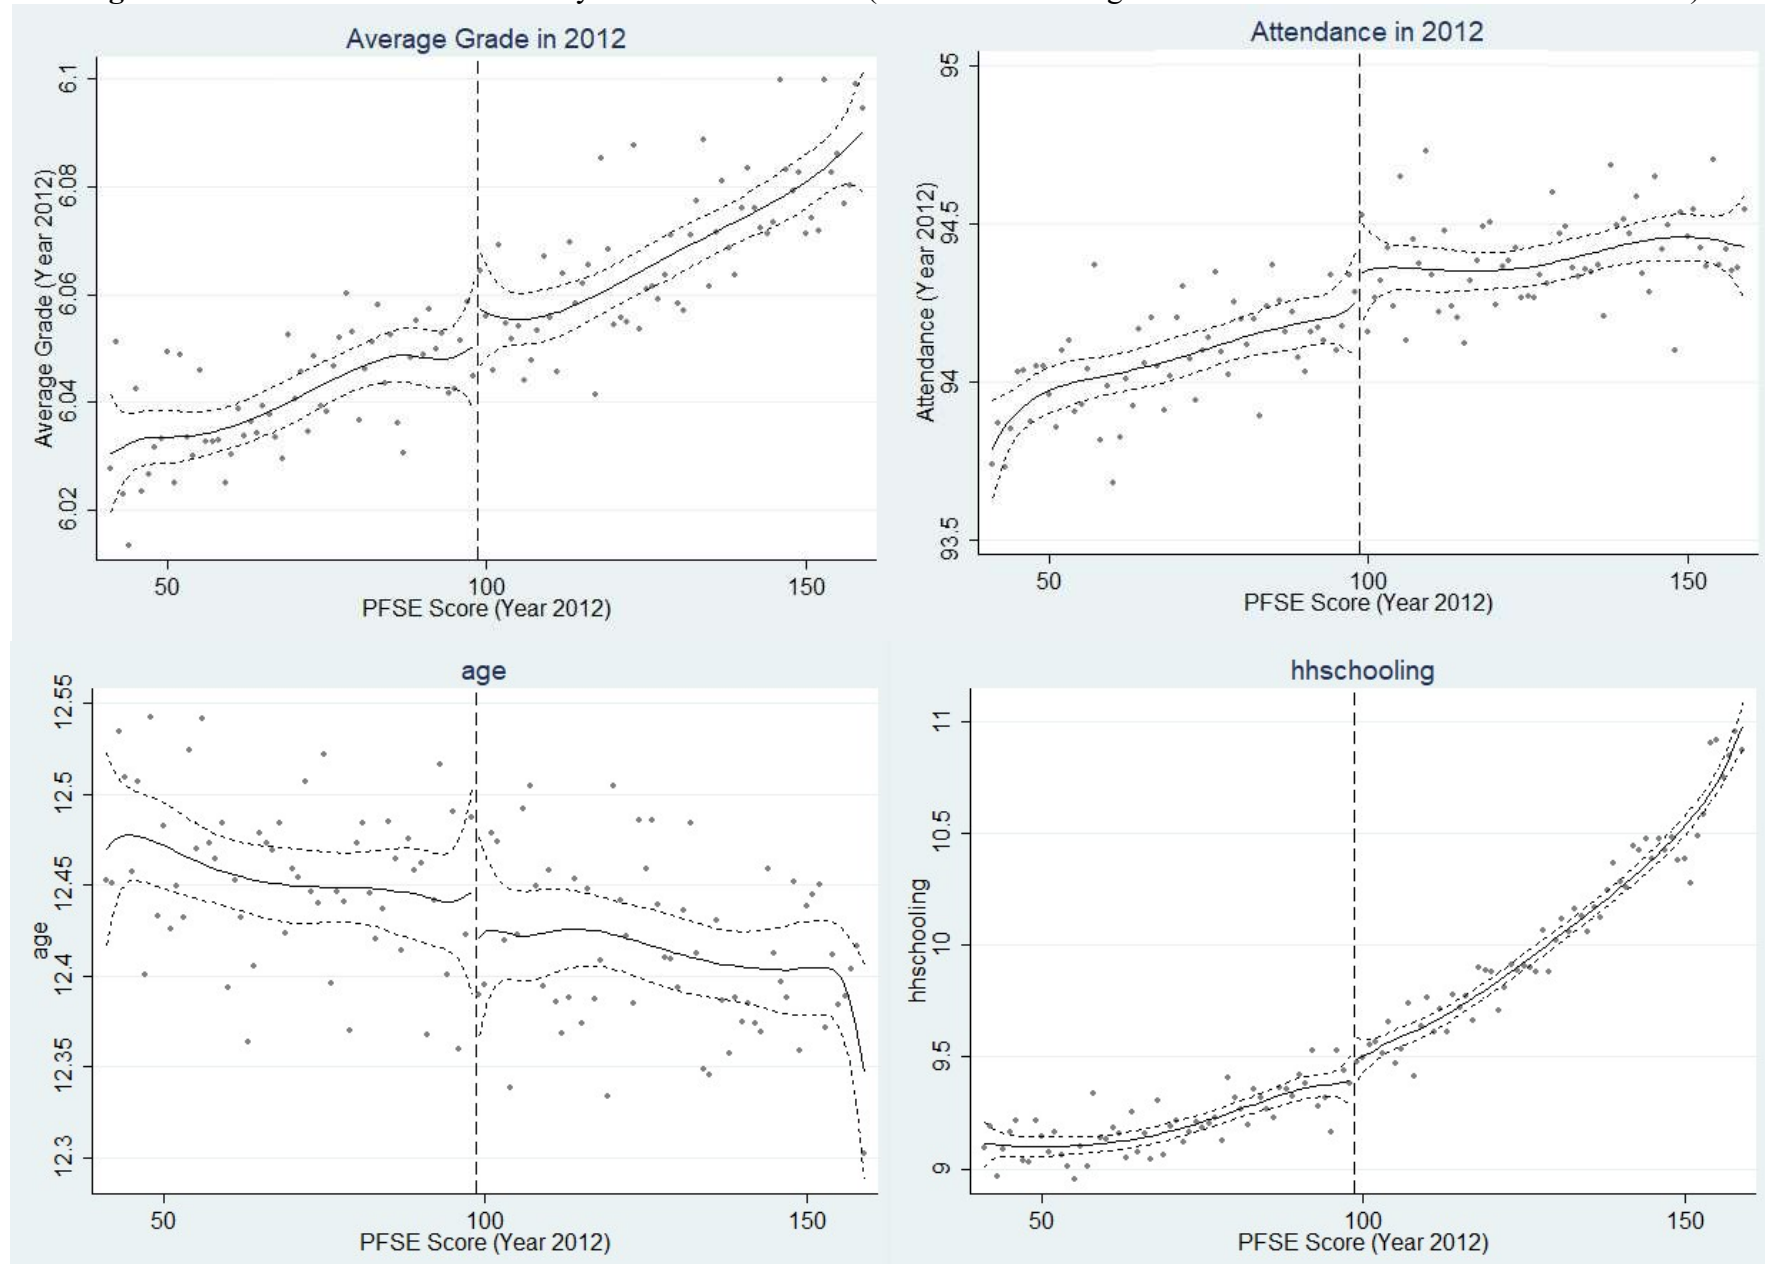 Average Grade in 2012
Average Grade (Year 2012)
6.1
6.08
6.06
6.04
6.02
50 100 150
PFSE Score (Year 2012)
Attendance in 2012
Attendance (Year 2012)
95
94.5
94
93.5
50 100 150
PFSE Score (Year 2012)
age
age
12.55
12.5
12.45
12.4
12.35
12.3
50 100 150
PFSE Score (Year 2012)
hhschooling
hhschooling
11
10.5
10
9.5
9
50 100 150
PFSE Score (Year 2012)